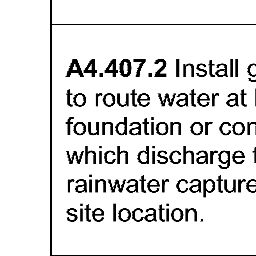 A4.407.2 Install
to route water at
foundation or con
which discharge
rainwater capture
site location.